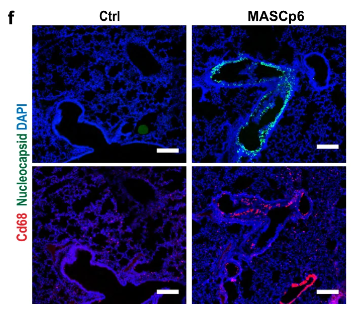 f
Ctrl
MASCp6
Nucleocapsid DAPI
Cd68